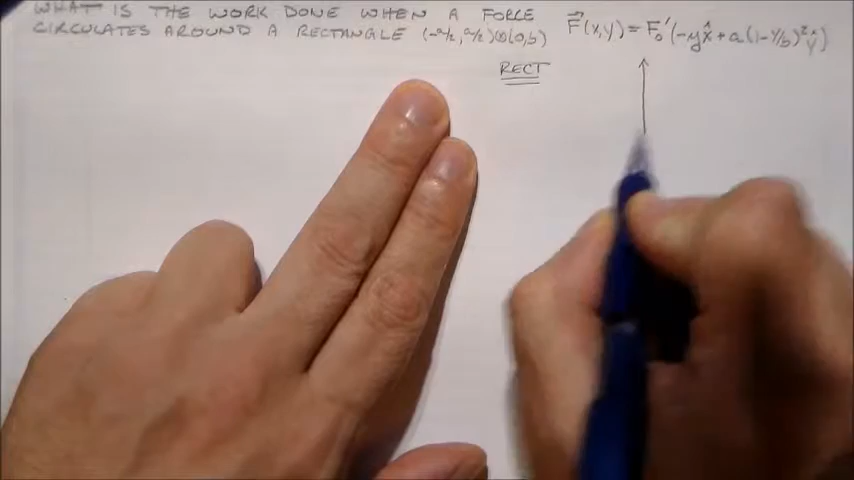 WHAT IS THE WORK DONE WHEN A FORCE
CIRCULATES AROUND A RECTANGLE (-a/2,a/2)⊗(0,b)
F⃗(x,y) = F₀'(-yx̂ + a(1-y/b)²ŷ)
RECT